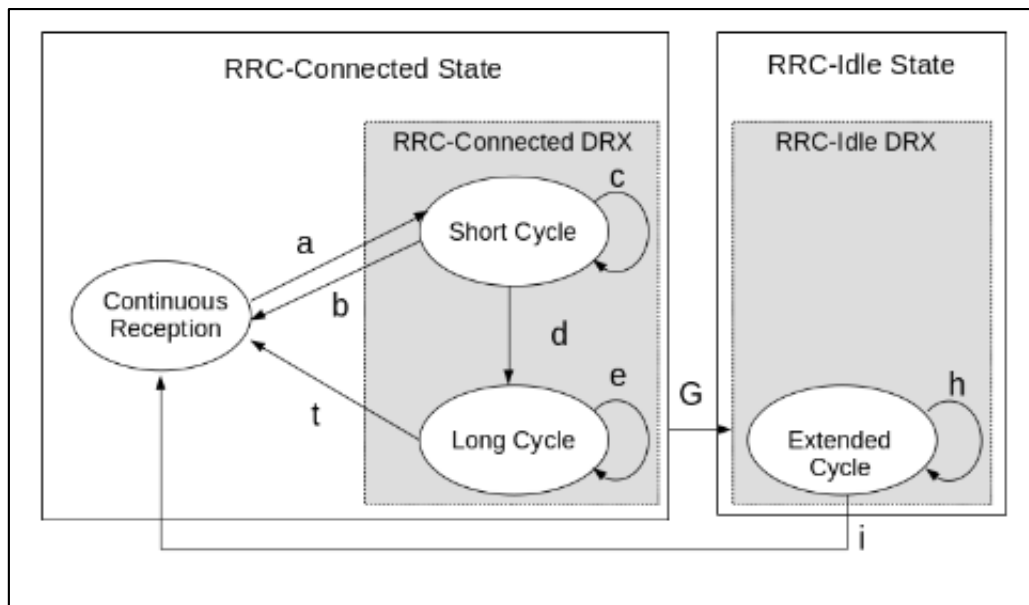 RRC-Connected State
RRC-Idle State
RRC-Connected DRX
RRC-Idle DRX
c
Short Cycle
a
Continuous
Reception
b
d
e
G
h
t
Long Cycle
Extended
Cycle
i